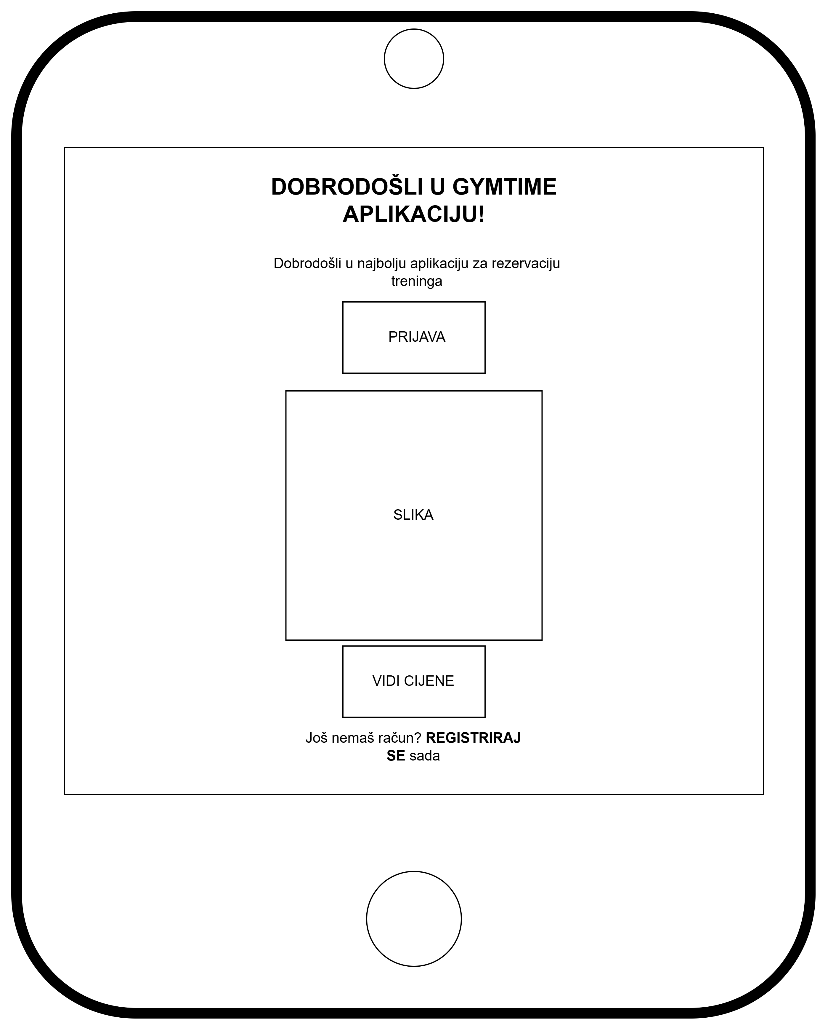 DOBRODOŠLI U GYMTIME
APLIKACIJU!
Dobrodošli u najbolju aplikaciju za rezervaciju
treninga
PRIJAVA
SLIKA
VIDI CIJENE
Još nemaš račun? REGISTRIRAJ
SE sada